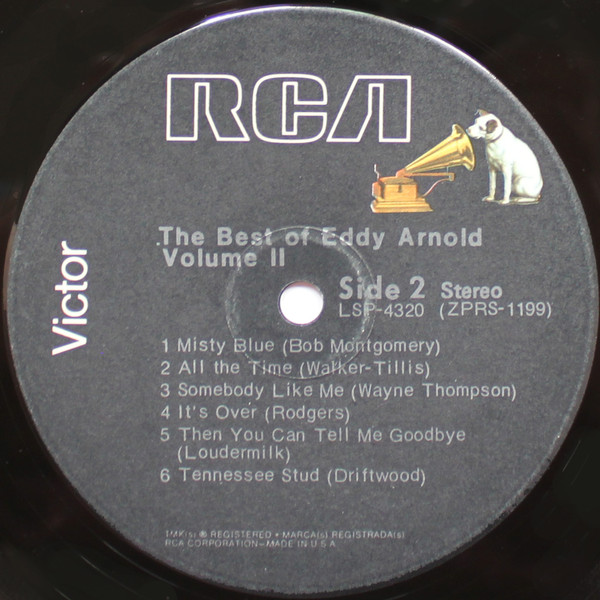 RCA
Victor
The Best of Eddy Arnold
Volume II
Side 2 Stereo
LSP-4320 (ZPRS-1199)
1 Misty Blue (Bob Montgomery)
2 All the Time (Walker-Tillis)
3 Somebody Like Me (Wayne Thompson)
4 It's Over (Rodgers)
5 Then You Can Tell Me Goodbye
(Loudermilk)
6 Tennessee Stud (Driftwood)
TMK(s) ® REGISTERED • MARCA(s) REGISTRADA(s)
RCA CORPORATION—MADE IN U.S.A.